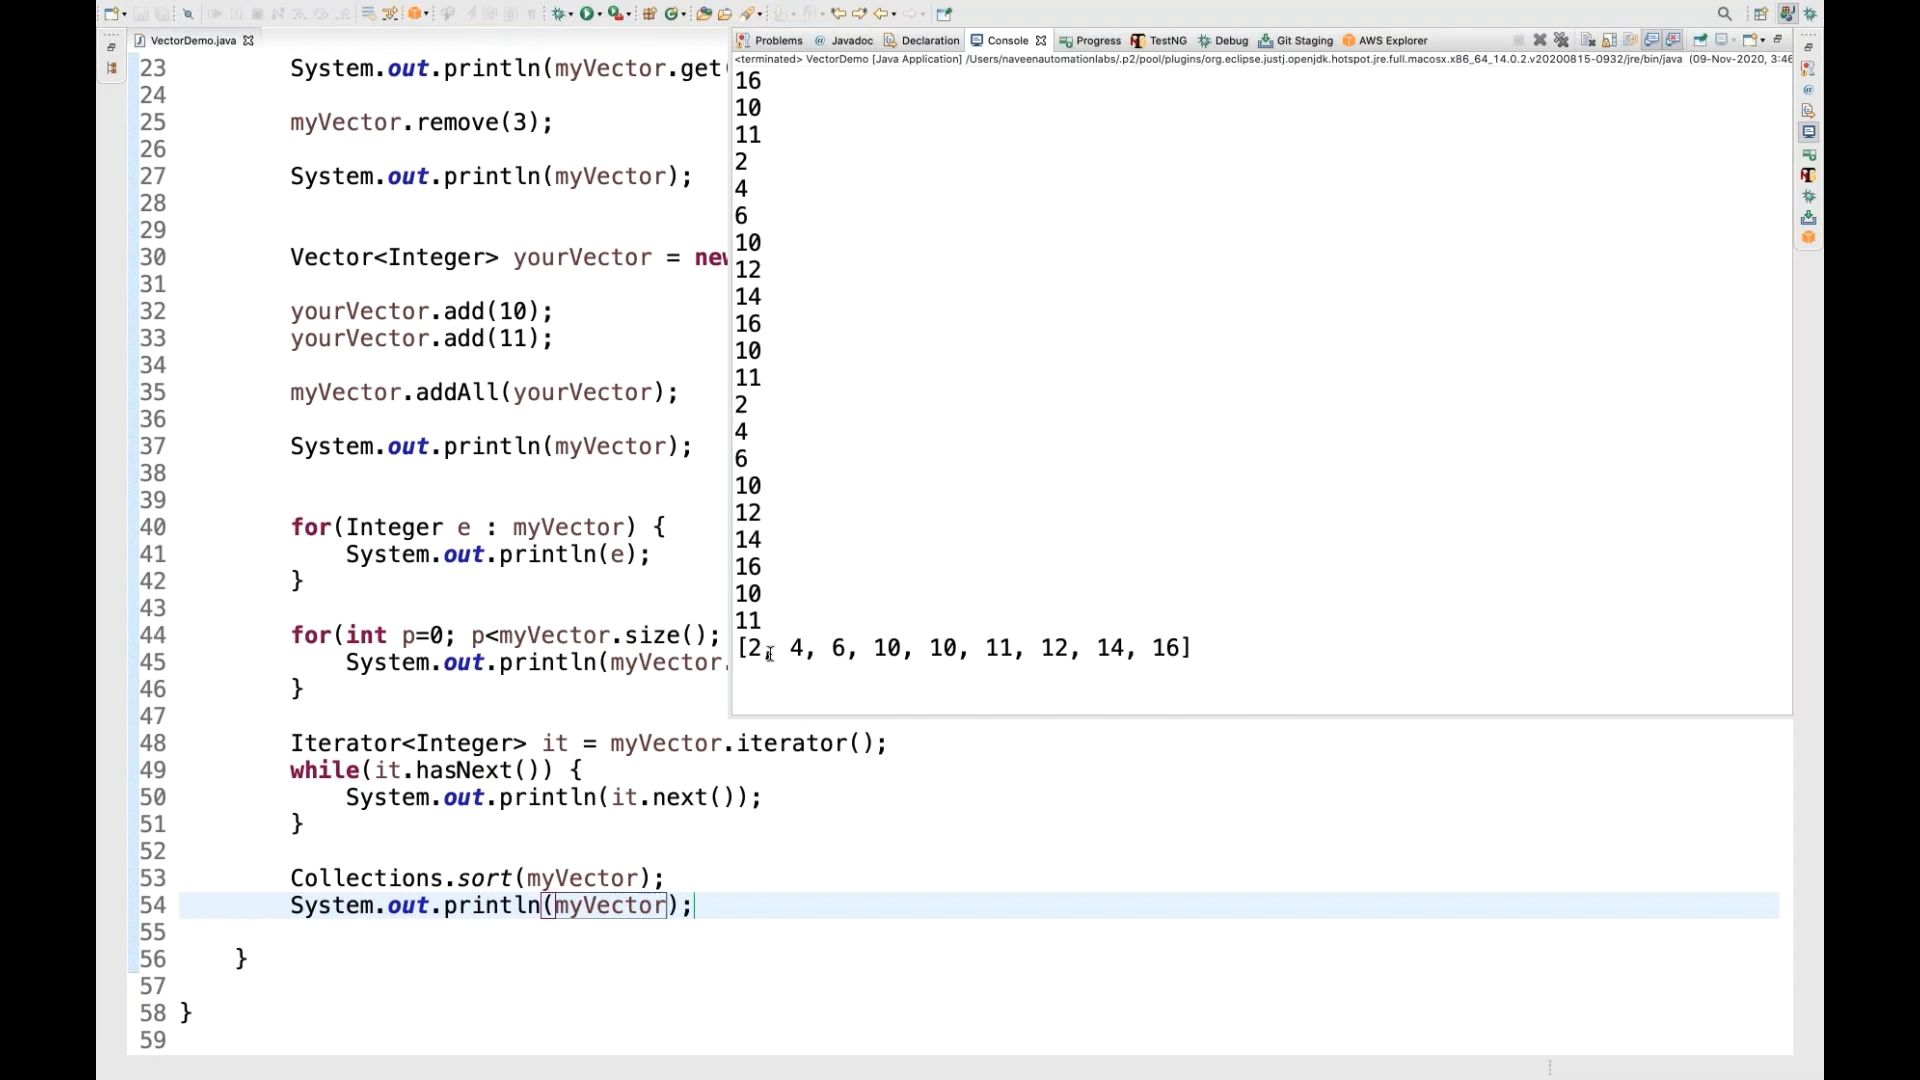 VectorDemo.java
23 System.out.println(myVector.get(
24
25 myVector.remove(3);
26
27 System.out.println(myVector);
28
29
30 Vector<Integer> yourVector = new
31
32 yourVector.add(10);
33 yourVector.add(11);
34
35 myVector.addAll(yourVector);
36
37 System.out.println(myVector);
38
39
40 for(Integer e : myVector) {
41 System.out.println(e);
42 }
43
44 for(int p=0; p<myVector.size();
45 System.out.println(myVector.
46 }
47
48 Iterator<Integer> it = myVector.iterator();
49 while(it.hasNext()) {
50 System.out.println(it.next());
51 }
52
53 Collections.sort(myVector);
54 System.out.println(myVector);
55
56 }
57
58 }
59
Problems @ Javadoc Declaration Console Progress TestNG Debug Git Staging AWS Explorer
<terminated> VectorDemo [Java Application] /Users/naveenautomationlabs/.p2/pool/plugins/org.eclipse.justj.openjdk.hotspot.jre.full.macosx.x86_64_14.0.2.v20200815-0932/jre/bin/java (09-Nov-2020, 3:46
16
10
11
2
4
6
10
12
14
16
10
11
2
4
6
10
12
14
16
10
11
[2, 4, 6, 10, 10, 11, 12, 14, 16]